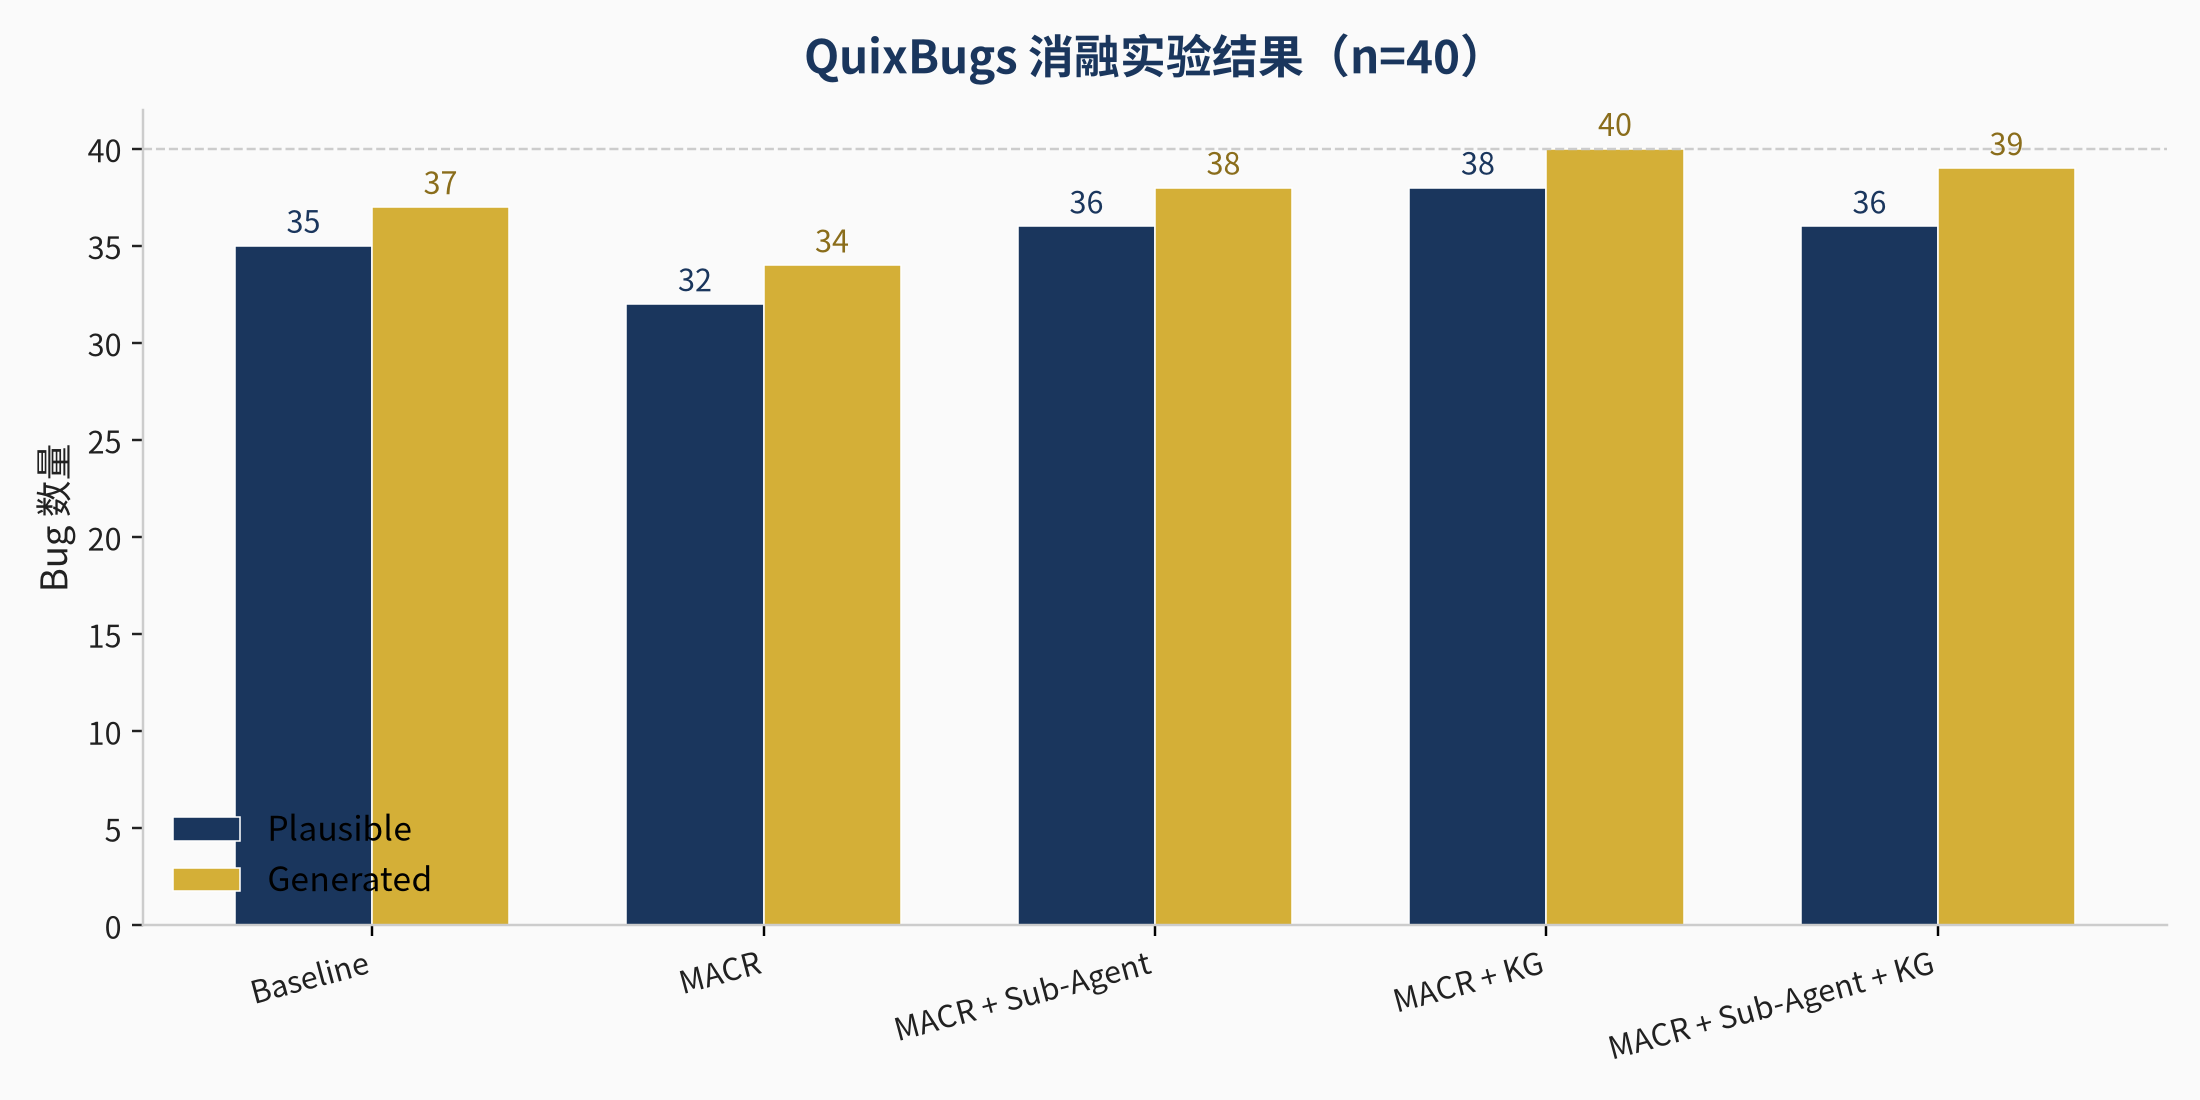 QuixBugs 消融实验结果（n=40）
Bug 数量
40
35
30
25
20
15
10
5
0
35
37
32
34
36
38
38
40
36
39
Plausible
Generated
Baseline
MACR
MACR + Sub-Agent
MACR + KG
MACR + Sub-Agent + KG